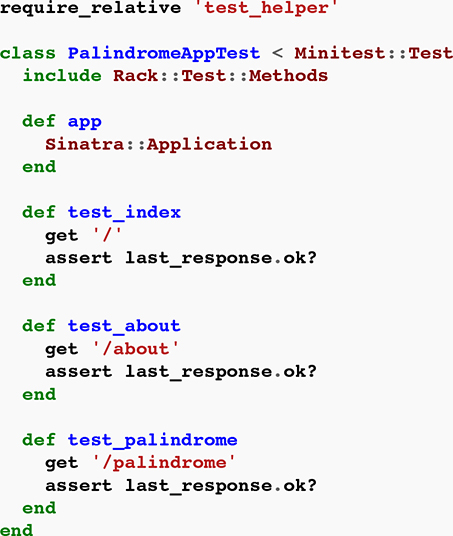 require_relative 'test_helper'

class PalindromeAppTest < Minitest::Test
  include Rack::Test::Methods

  def app
    Sinatra::Application
  end

  def test_index
    get '/'
    assert last_response.ok?
  end

  def test_about
    get '/about'
    assert last_response.ok?
  end

  def test_palindrome
    get '/palindrome'
    assert last_response.ok?
  end
end